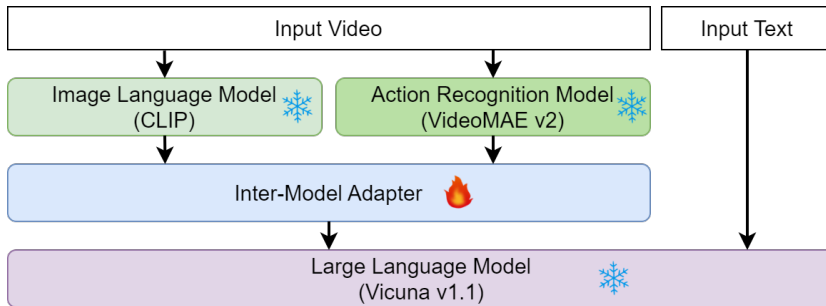 Input Video
Input Text
Image Language Model
(CLIP)
Action Recognition Model
(VideoMAE v2)
Inter-Model Adapter
Large Language Model
(Vicuna v1.1)